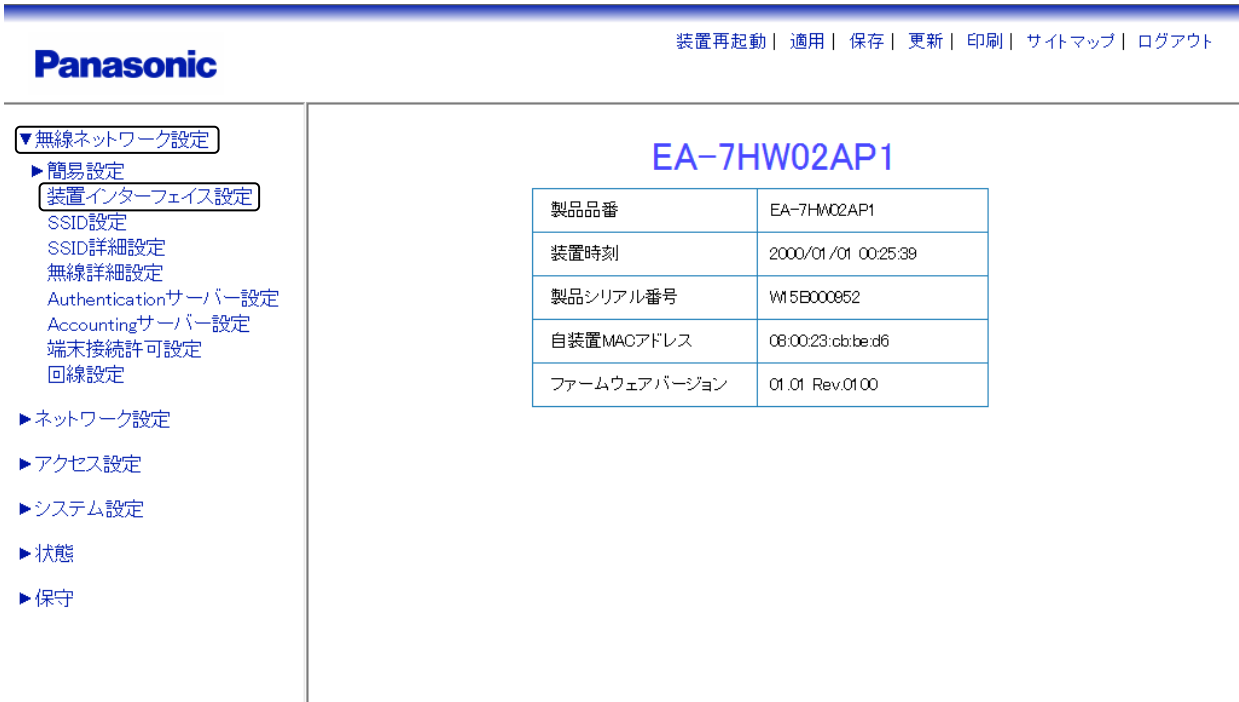 装置再起動| 適用| 保存| 更新| 印刷| サイトマップ| ログアウト
Panasonic
▼無線ネットワーク設定
▶簡易設定
装置インターフェイス設定
SSID設定
SSID詳細設定
無線詳細設定
Authenticationサーバー設定
Accountingサーバー設定
端末接続許可設定
回線設定
▶ネットワーク設定
▶アクセス設定
▶システム設定
▶状態
▶保守
EA-7HW02AP1
製品品番 EA-7HW02AP1
装置時刻 2000/01/01 00:25:39
製品シリアル番号 W15B000952
自装置MACアドレス 08:00:23:cb:be:d6
ファームウェアバージョン 01.01 Rev.0100